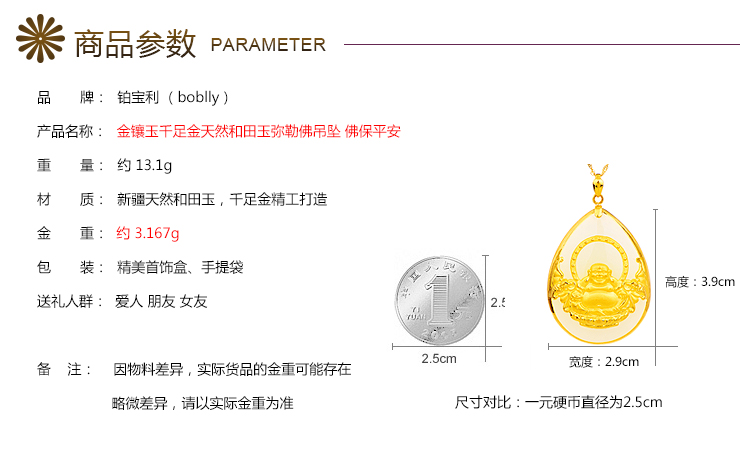 商品参数 PARAMETER
品 牌： 铂宝利（boblly）
产品名称： 金镶玉千足金天然和田玉弥勒佛吊坠 佛保平安
重 量： 约 13.1g
材 质： 新疆天然和田玉，千足金精工打造
金 重： 约 3.167g
包 装： 精美首饰盒、手提袋
送礼人群： 爱人 朋友 女友
备 注： 因物料差异，实际货品的金重可能存在
略微差异，请以实际金重为准
1
YI
YUAN
2.5
2.5cm
高度：3.9cm
宽度：2.9cm
尺寸对比：一元硬币直径为2.5cm